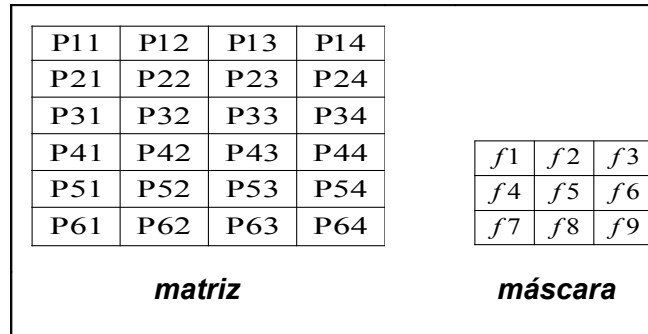 P11 P12 P13 P14
P21 P22 P23 P24
P31 P32 P33 P34
P41 P42 P43 P44
P51 P52 P53 P54
P61 P62 P63 P64
f1 f2 f3
f4 f5 f6
f7 f8 f9
matriz
máscara